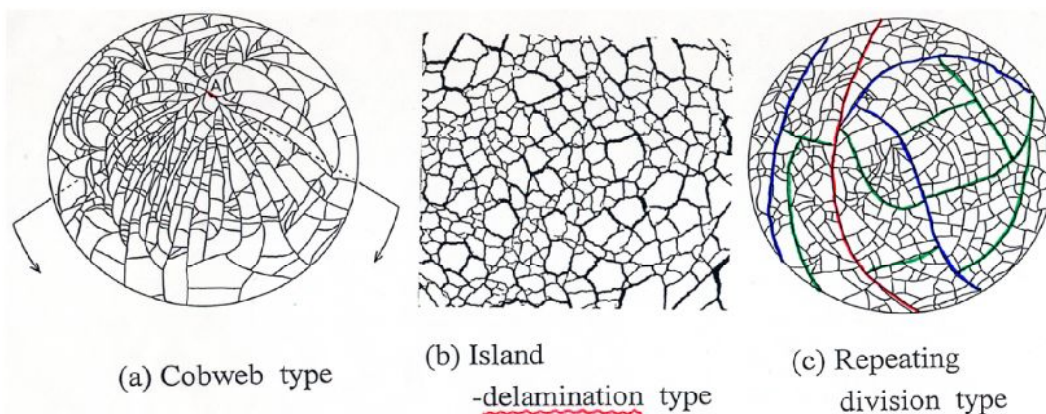 A
(a) Cobweb type
(b) Island
-delamination type
(c) Repeating
division type